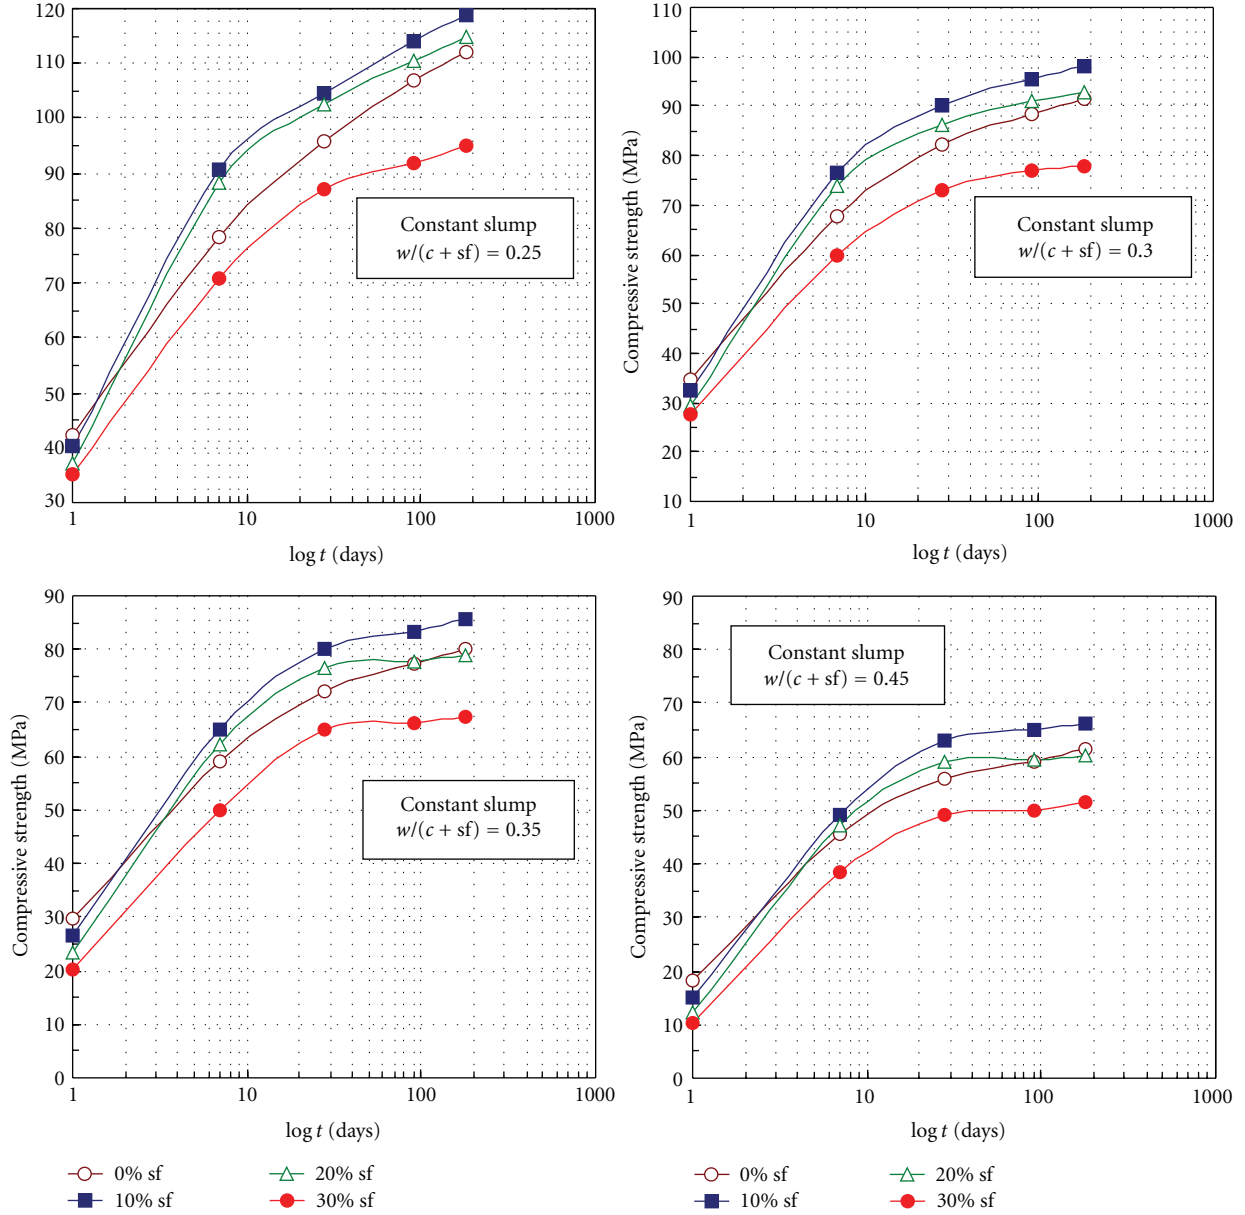 120
110
100
90
80
70
60
50
40
30
1
10
100
1000
log t (days)
Constant slump
w/(c + sf) = 0.25
Compressive strength (MPa)
110
100
90
80
70
60
50
40
30
20
10
1
10
100
1000
log t (days)
Constant slump
w/(c + sf) = 0.3
Compressive strength (MPa)
90
80
70
60
50
40
30
20
10
0
1
10
100
1000
log t (days)
Constant slump
w/(c + sf) = 0.35
Compressive strength (MPa)
90
80
70
60
50
40
30
20
10
0
1
10
100
1000
log t (days)
Constant slump
w/(c + sf) = 0.45
0% sf
20% sf
10% sf
30% sf
0% sf
20% sf
10% sf
30% sf